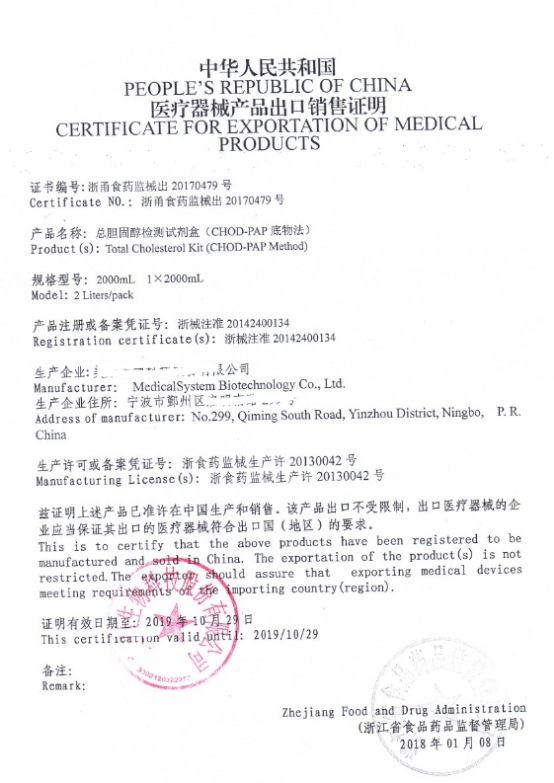 中华人民共和国
PEOPLE'S REPUBLIC OF CHINA
医疗器械产品出口销售证明
CERTIFICATE FOR EXPORTATION OF MEDICAL
PRODUCTS
证书编号:浙甬食药监械出 20170479 号
Certificate NO.: 浙甬食药监械出 20170479 号
产品名称: 总胆固醇检测试剂盒（CHOD-PAP 底物法）
Product(s): Total Cholesterol Kit (CHOD-PAP Method)
规格型号: 2000mL 1×2000mL
Model: 2 Liters/pack
产品注册或备案凭证号: 浙械注准 20142400134
Registration certificate(s): 浙械注准 20142400134
生产企业: 有限公司
Manufacturer: MedicalSystem Biotechnology Co., Ltd.
生产企业住所: 宁波市鄞州区
Address of manufacturer: No.299, Qiming South Road, Yinzhou District, Ningbo, P. R.
China
生产许可或备案凭证号: 浙食药监械生产许 20130042 号
Manufacturing License(s): 浙食药监械生产许 20130042 号
兹证明上述产品已准许在中国生产和销售。该产品出口不受限制，出口医疗器械的企
业应当保证其出口的医疗器械符合出口国（地区）的要求。
This is to certify that the above products have been registered to be
manufactured and sold in China. The exportation of the product(s) is not
restricted. The exporter should assure that exporting medical devices
meeting requirements of the importing country(region).
证明有效日期至: 2019 年 10 月 29 日
This certification valid until: 2019/10/29
备注:
Remark:
生物科技股份有限公司
Zhejiang Food and Drug Administration
(浙江省食品药品监督管理局)
2018 年 01 月 08 日